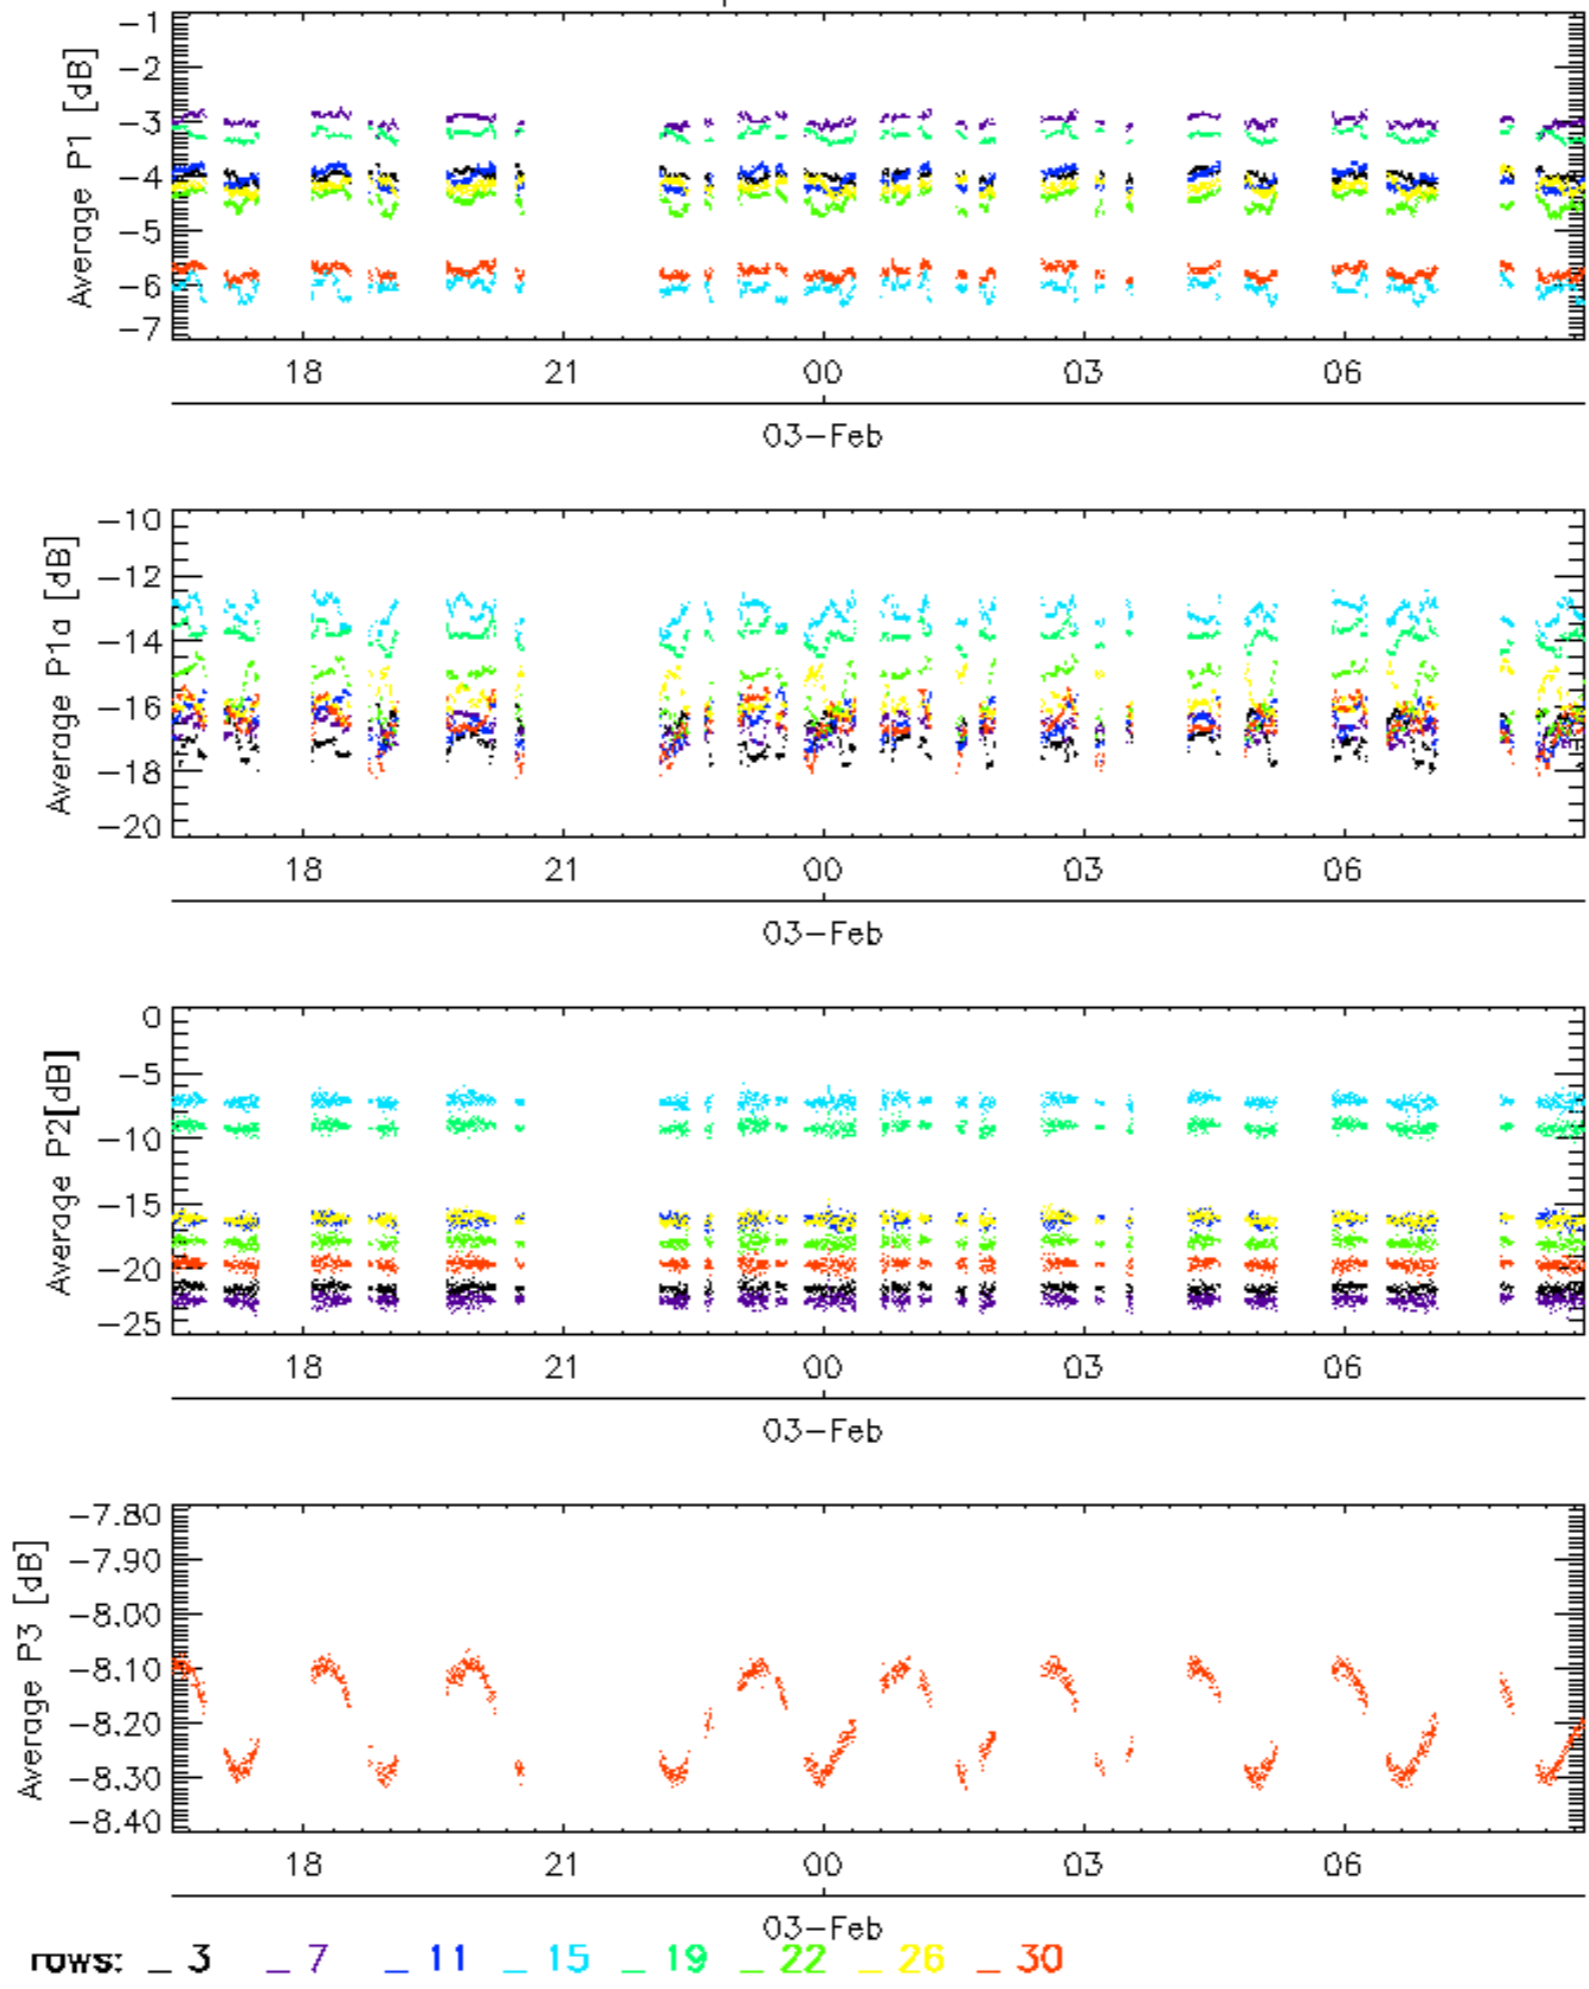 Average P1 [dB]
-1
-2
-3
-4
-5
-6
-7
18 21 00 03 06
03-Feb
Average P1a [dB]
-10
-12
-14
-16
-18
-20
18 21 00 03 06
03-Feb
Average P2[dB]
0
-5
-10
-15
-20
-25
18 21 00 03 06
03-Feb
Average P3 [dB]
-7.80
-7.90
-8.00
-8.10
-8.20
-8.30
-8.40
18 21 00 03 06
03-Feb
rows: _ 3 _ 7 _ 11 _ 15 _ 19 _ 22 _ 26 _ 30